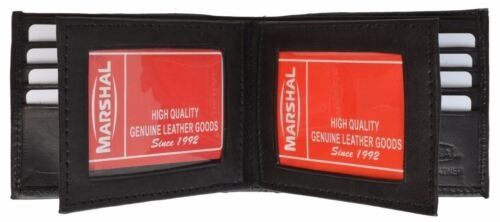 MARSHAL
HIGH QUALITY
GENUINE LEATHER GOODS
Since 1992
MARSHAL
HIGH QUALITY
GENUINE LEATHER GOODS
Since 1992